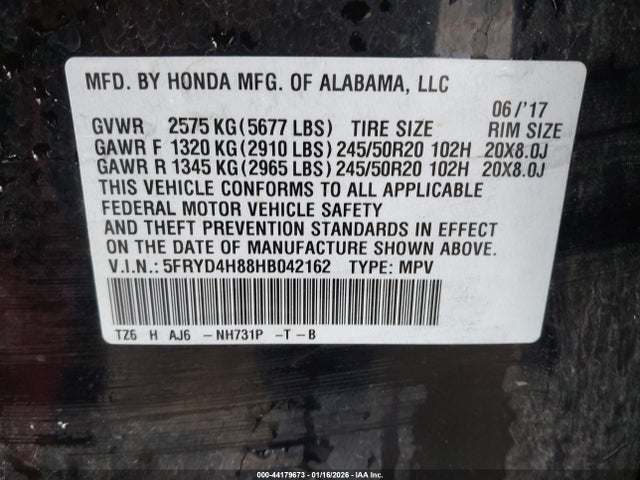 MFD. BY HONDA MFG. OF ALABAMA, LLC
06/'17
GVWR 2575 KG(5677 LBS) TIRE SIZE RIM SIZE
GAWR F 1320 KG(2910 LBS) 245/50R20 102H 20X8.0J
GAWR R 1345 KG(2965 LBS) 245/50R20 102H 20X8.0J
THIS VEHICLE CONFORMS TO ALL APPLICABLE
FEDERAL MOTOR VEHICLE SAFETY
AND THEFT PREVENTION STANDARDS IN EFFECT
ON THE DATE OF MANUFACTURE SHOWN ABOVE.
V.I.N.: 5FRYD4H88HB042162 TYPE: MPV
TZ6 H AJ6 -NH731P -T-B
000-44179673 - 01/16/2026 - IAA Inc.